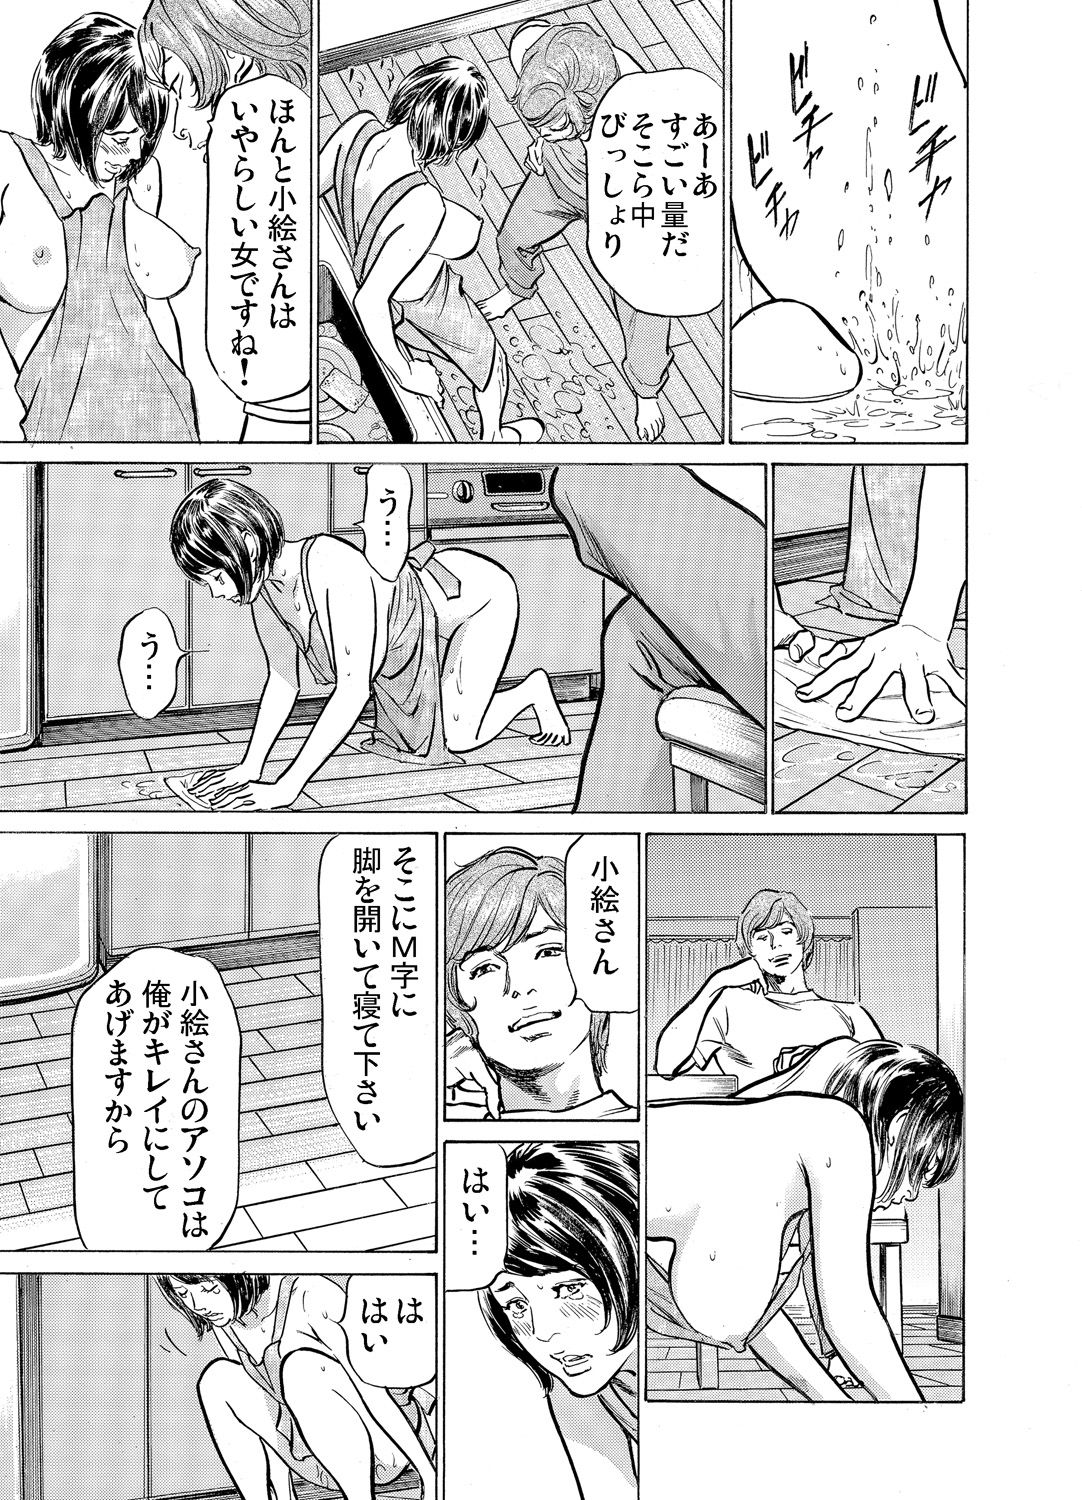 ビチャ
ビチャ
ビチャ
あーあ
すごい量だ
そこら中
びっしょり
ほんと小絵さんは
いやらしい女ですね！
う…
う…
小絵さん
そこにM字に
脚を開いて寝て下さい
小絵さんのアソコは
俺がキレイにして
あげますから
はい…
は
はい